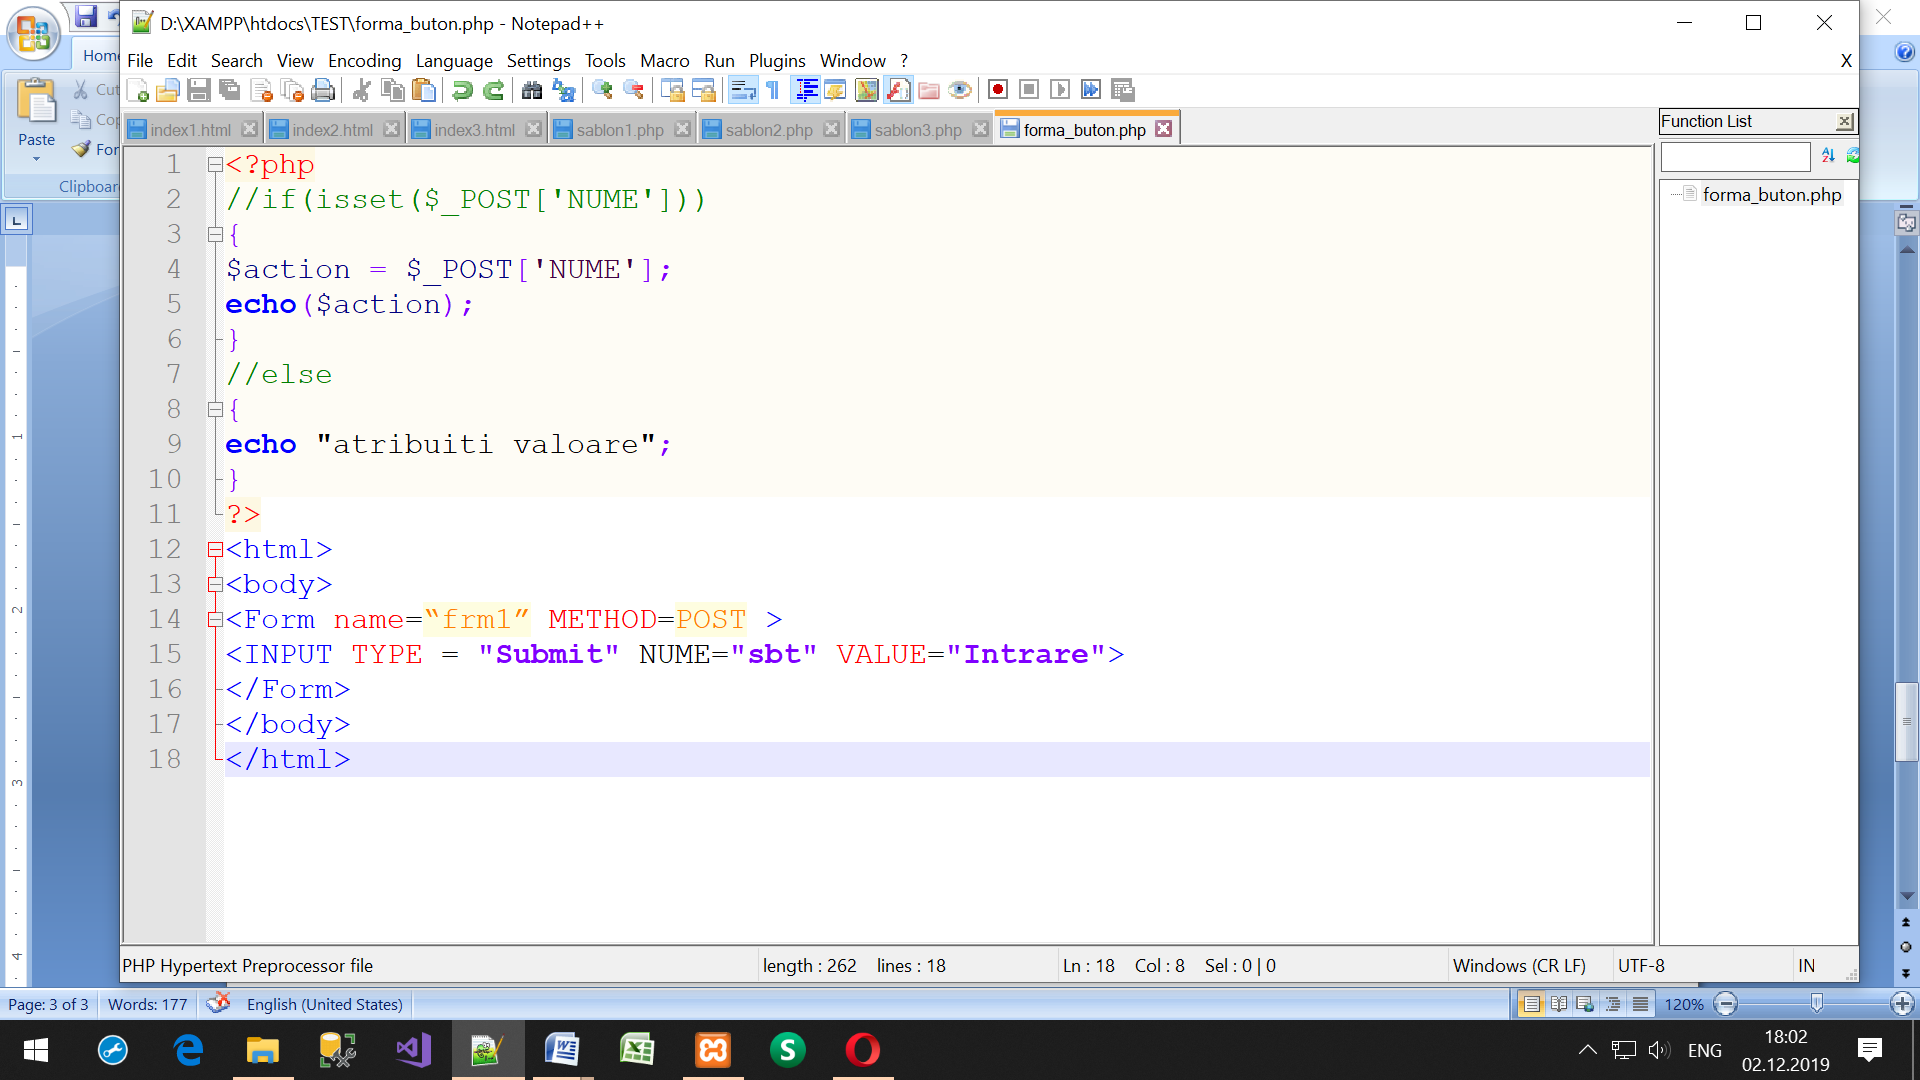 D:\XAMPP\htdocs\TEST\forma_buton.php - Notepad++
File Edit Search View Encoding Language Settings Tools Macro Run Plugins Window ? X
Home
Cut
Paste
Clipboar
index1.html index2.html index3.html sablon1.php sablon2.php sablon3.php forma_buton.php
Function List
forma_buton.php
1 <?php
2 //if(isset($_POST['NUME']))
3 {
4 $action = $_POST['NUME'];
5 echo($action);
6 }
7 //else
8 {
9 echo "atribuiti valoare";
10 }
11 ?>
12 <html>
13 <body>
14 <Form name=“frm1” METHOD=POST >
15 <INPUT TYPE = "Submit" NUME="sbt" VALUE="Intrare">
16 </Form>
17 </body>
18 </html>
PHP Hypertext Preprocessor file length : 262 lines : 18 Ln : 18 Col : 8 Sel : 0 | 0 Windows (CR LF) UTF-8 IN
Page: 3 of 3 Words: 177 English (United States) 120%
ENG
18:02
02.12.2019